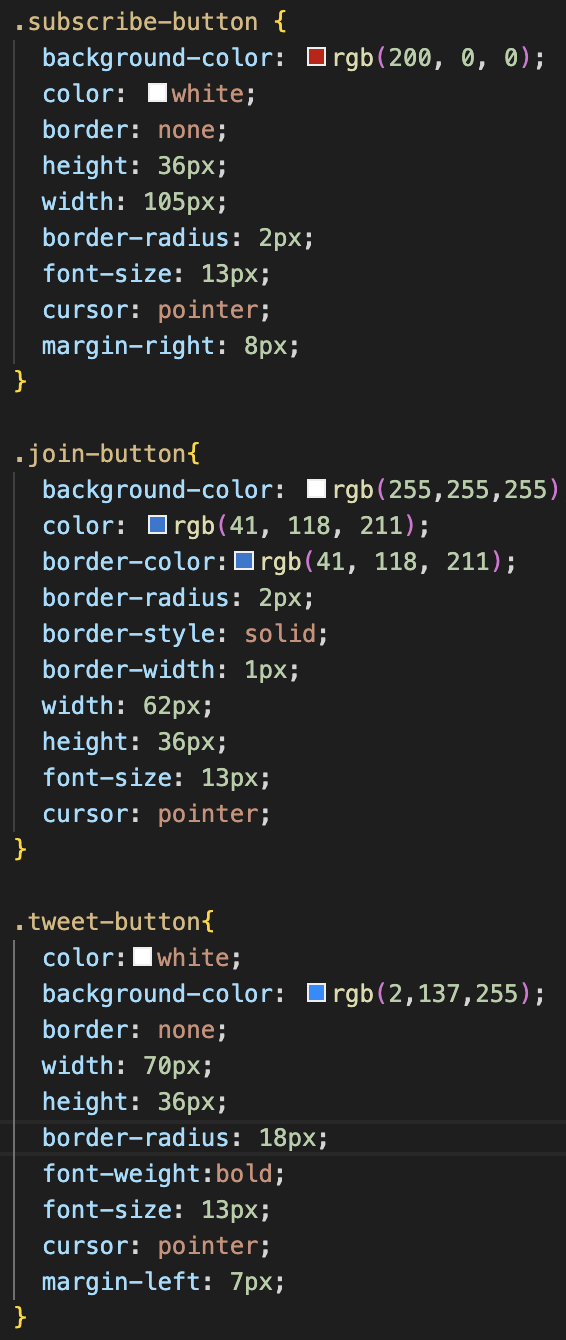 .subscribe-button {
  background-color: rgb(200, 0, 0);
  color: white;
  border: none;
  height: 36px;
  width: 105px;
  border-radius: 2px;
  font-size: 13px;
  cursor: pointer;
  margin-right: 8px;
}

.join-button{
  background-color: rgb(255,255,255)
  color: rgb(41, 118, 211);
  border-color:rgb(41, 118, 211);
  border-radius: 2px;
  border-style: solid;
  border-width: 1px;
  width: 62px;
  height: 36px;
  font-size: 13px;
  cursor: pointer;
}

.tweet-button{
  color:white;
  background-color: rgb(2,137,255);
  border: none;
  width: 70px;
  height: 36px;
  border-radius: 18px;
  font-weight:bold;
  font-size: 13px;
  cursor: pointer;
  margin-left: 7px;
}